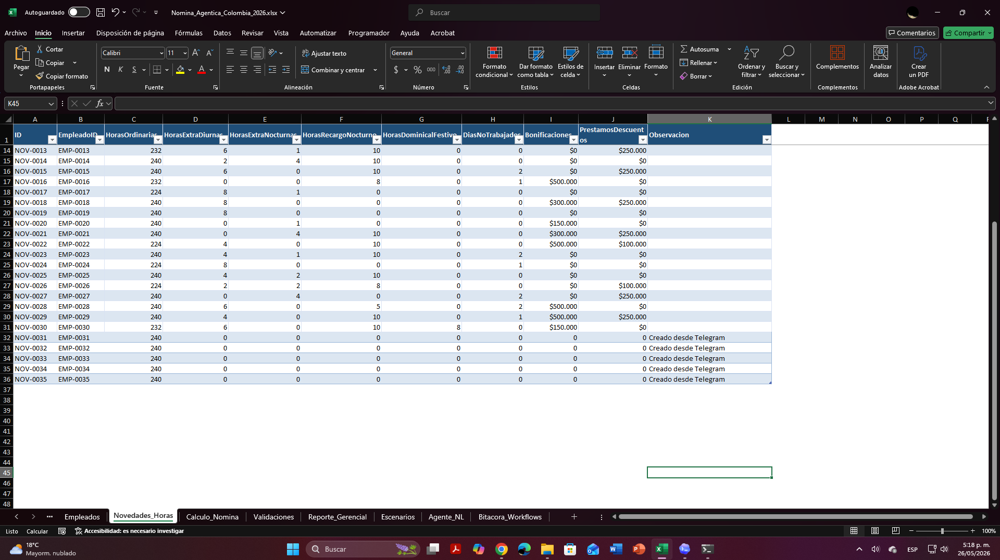 Autoguardado
Nomina_Agentica_Colombia_2026.xlsx
Buscar
Archivo Inicio Insertar Disposición de página Fórmulas Datos Revisar Vista Automatizar Programador Ayuda Acrobat
Comentarios Compartir
Pegar Cortar Copiar Copiar formato
Calibri 11
N K S
Ajustar texto
Combinar y centrar
General
$ % 000
Formato condicional
Dar formato como tabla
Estilos de celda
Insertar Eliminar Formato
Autosuma
Rellenar
Borrar
Ordenar y filtrar
Buscar y seleccionar
Complementos
Analizar datos
Crear un PDF
Portapapeles Fuente Alineación Número Estilos Celdas Edición Complementos Adobe Acrobat
K45 fx
A B C D E F G H I J K L M N O P Q
1 ID EmpleadoID HorasOrdinarias HorasExtraDiurnas HorasExtraNocturnas HorasRecargoNocturno HorasDominicalFestivo DiasNoTrabajados Bonificaciones PrestamosDescuentos Observacion
14 NOV-0013 EMP-0013 232 6 1 10 0 0 $0 $250.000
15 NOV-0014 EMP-0014 240 2 4 10 0 0 $0 $0
16 NOV-0015 EMP-0015 240 6 0 10 0 2 $0 $250.000
17 NOV-0016 EMP-0016 232 0 0 8 0 1 $500.000 $0
18 NOV-0017 EMP-0017 224 8 1 0 0 0 $0 $0
19 NOV-0018 EMP-0018 240 8 0 0 0 0 $300.000 $250.000
20 NOV-0019 EMP-0019 240 8 0 0 0 0 $0 $0
21 NOV-0020 EMP-0020 240 0 1 0 0 0 $150.000 $0
22 NOV-0021 EMP-0021 240 0 4 10 0 0 $300.000 $250.000
23 NOV-0022 EMP-0022 224 4 0 10 0 0 $500.000 $100.000
24 NOV-0023 EMP-0023 240 4 1 10 0 2 $0 $0
25 NOV-0024 EMP-0024 224 8 0 0 0 1 $0 $0
26 NOV-0025 EMP-0025 240 4 2 10 0 0 $0 $0
27 NOV-0026 EMP-0026 224 2 2 8 0 0 $0 $100.000
28 NOV-0027 EMP-0027 240 0 4 0 0 2 $0 $250.000
29 NOV-0028 EMP-0028 240 6 0 5 0 2 $500.000 $0
30 NOV-0029 EMP-0029 240 4 0 10 0 1 $500.000 $250.000
31 NOV-0030 EMP-0030 232 6 0 10 8 0 $150.000 $0
32 NOV-0031 EMP-0031 240 0 0 0 0 0 0 0 Creado desde Telegram
33 NOV-0032 EMP-0032 240 0 0 0 0 0 0 0 Creado desde Telegram
34 NOV-0033 EMP-0033 240 0 0 0 0 0 0 0 Creado desde Telegram
35 NOV-0034 EMP-0034 240 0 0 0 0 0 0 0 Creado desde Telegram
36 NOV-0035 EMP-0035 240 0 0 0 0 0 0 0 Creado desde Telegram
37
38
39
40
41
42
43
44
45
46
47
48
Empleados Novedades_Horas Calculo_Nomina Validaciones Reporte_Gerencial Escenarios Agente_NL Bitacora_Workflows
Listo Calcular Accesibilidad: es necesario investigar 100%
18°C
Mayorm. nublado
Buscar
ESP
5:18 p. m.
26/05/2026